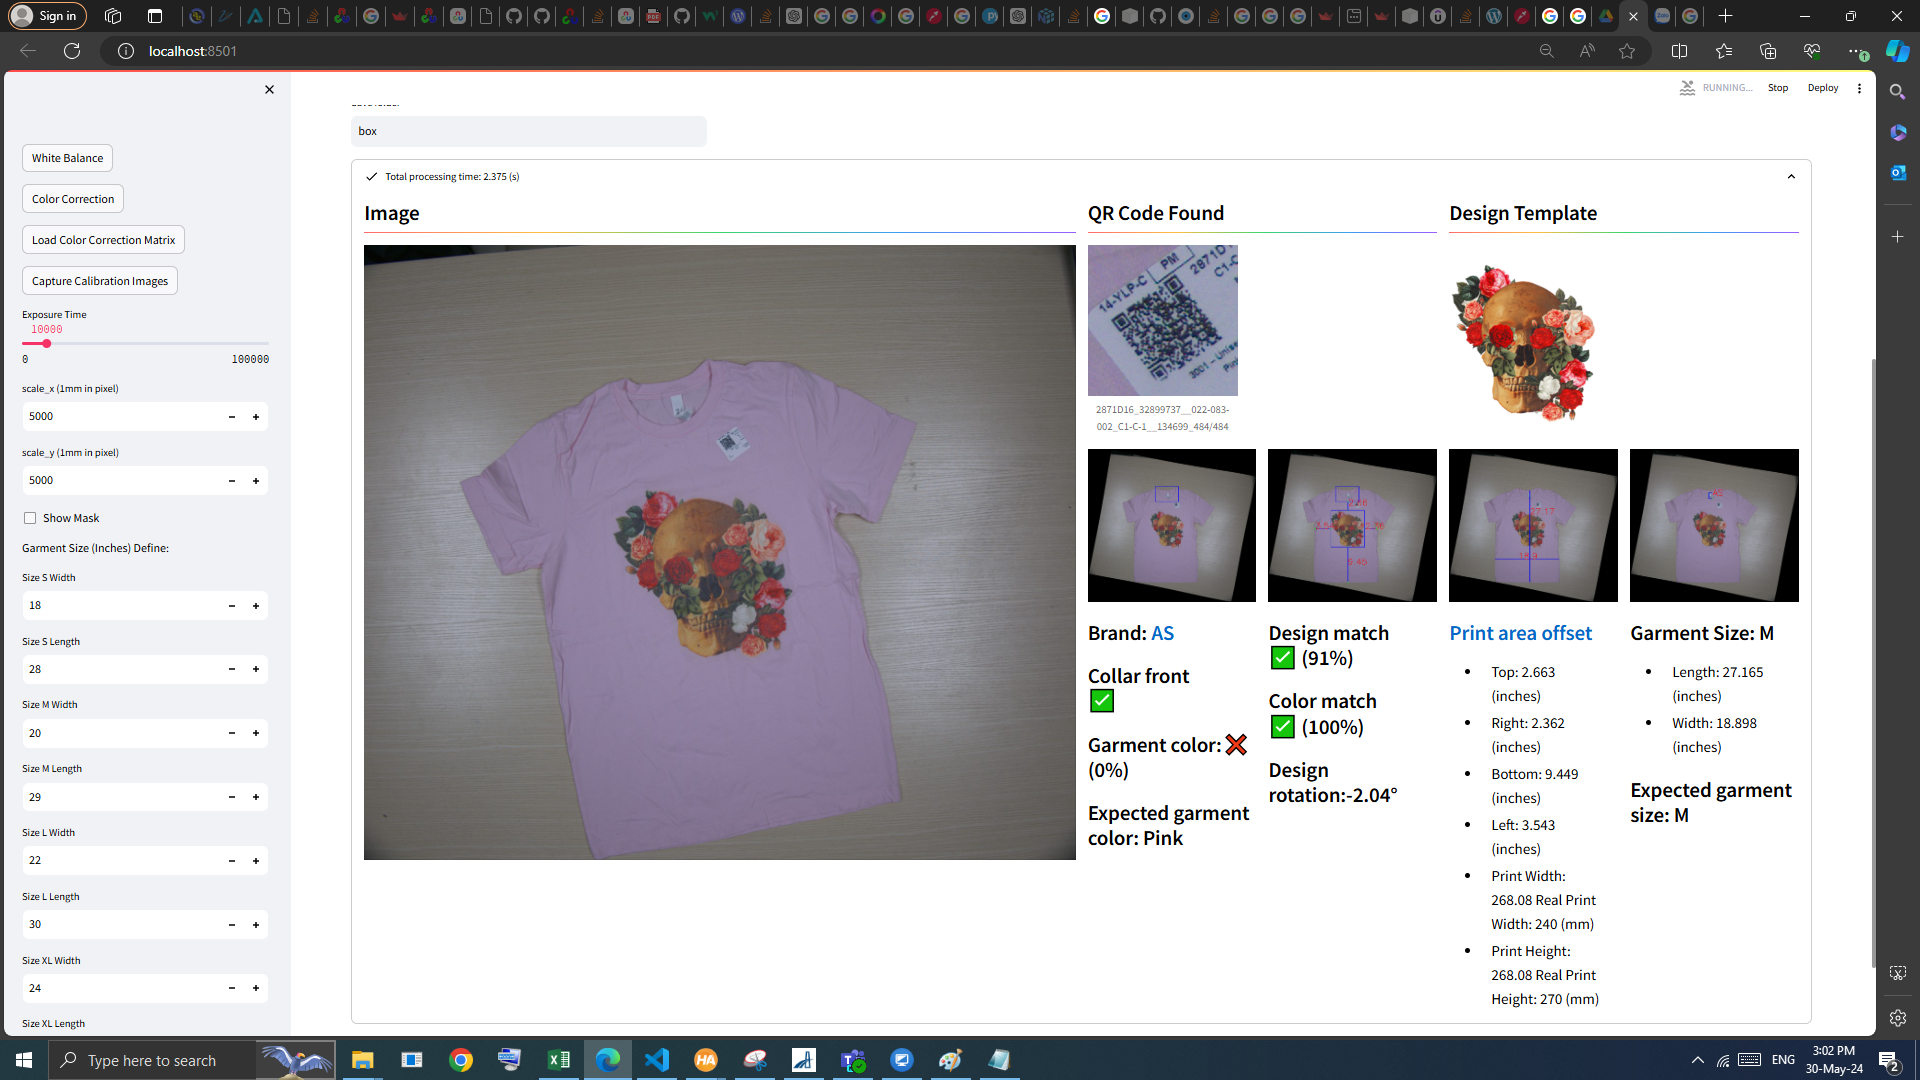 Sign in
localhost:8501
RUNNING...
Stop
Deploy
White Balance
Color Correction
Load Color Correction Matrix
Capture Calibration Images
Exposure Time
10000
0
100000
scale_x (1mm in pixel)
5000
scale_y (1mm in pixel)
5000
Show Mask
Garment Size (Inches) Define:
Size S Width
18
Size S Length
28
Size M Width
20
Size M Length
29
Size L Width
22
Size L Length
30
Size XL Width
24
Size XL Length
box
Total processing time: 2.375 (s)
Image
QR Code Found
PM
2871D1
C1-C
14-YLP-C
3001 - Unise
2871D16_32899737__022-083-
002_C1-C-1__134699_484/484
Design Template
Brand: AS
Collar front
Garment color: ❌
(0%)
Expected garment
color: Pink
Design match
✅ (91%)
Color match
✅ (100%)
Design
rotation:-2.04°
Print area offset
Top: 2.663
(inches)
Right: 2.362
(inches)
Bottom: 9.449
(inches)
Left: 3.543
(inches)
Print Width:
268.08 Real Print
Width: 240 (mm)
Print Height:
268.08 Real Print
Height: 270 (mm)
Garment Size: M
Length: 27.165
(inches)
Width: 18.898
(inches)
Expected garment
size: M
Type here to search
ENG
3:02 PM
30-May-24
2